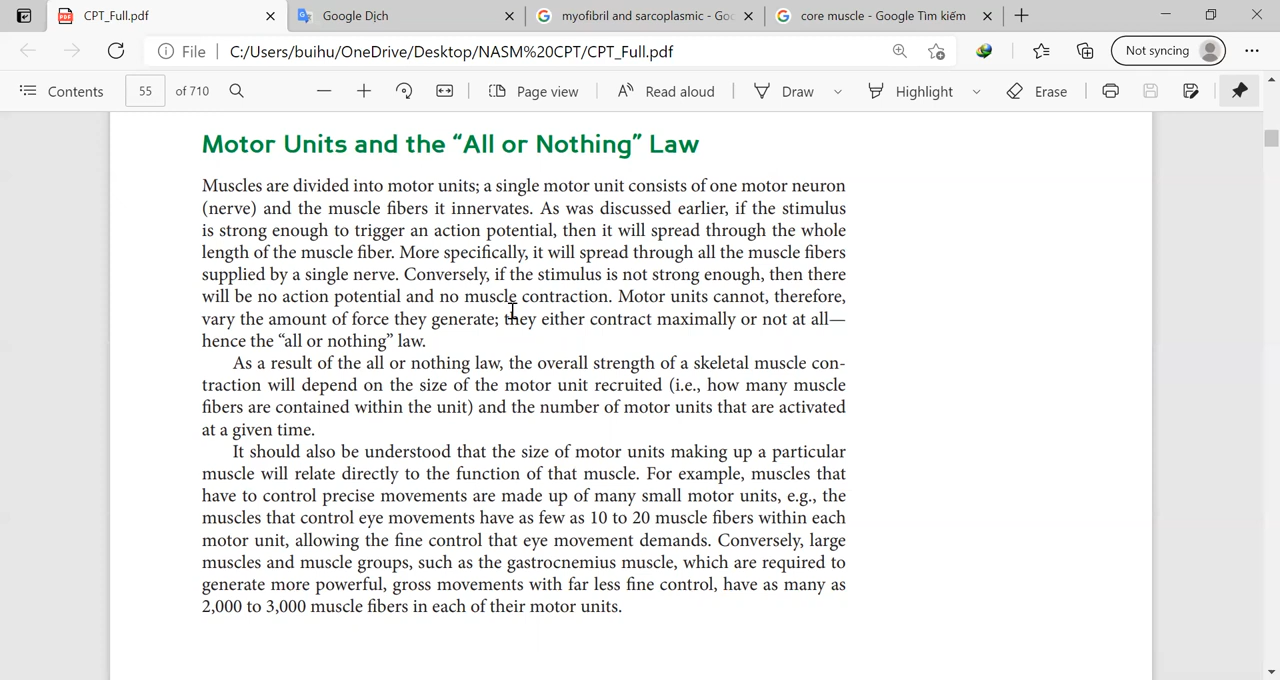 CPT_Full.pdf
Google Dịch
myofibril and sarcoplasmic - Goo
core muscle - Google Tìm kiếm
File
C:/Users/buihu/OneDrive/Desktop/NASM%20CPT/CPT_Full.pdf
Not syncing
Contents
55
of 710
Page view
Read aloud
Draw
Highlight
Erase
Motor Units and the “All or Nothing” Law
Muscles are divided into motor units; a single motor unit consists of one motor neuron
(nerve) and the muscle fibers it innervates. As was discussed earlier, if the stimulus
is strong enough to trigger an action potential, then it will spread through the whole
length of the muscle fiber. More specifically, it will spread through all the muscle fibers
supplied by a single nerve. Conversely, if the stimulus is not strong enough, then there
will be no action potential and no muscle contraction. Motor units cannot, therefore,
vary the amount of force they generate; they either contract maximally or not at all—
hence the “all or nothing” law.
As a result of the all or nothing law, the overall strength of a skeletal muscle con-
traction will depend on the size of the motor unit recruited (i.e., how many muscle
fibers are contained within the unit) and the number of motor units that are activated
at a given time.
It should also be understood that the size of motor units making up a particular
muscle will relate directly to the function of that muscle. For example, muscles that
have to control precise movements are made up of many small motor units, e.g., the
muscles that control eye movements have as few as 10 to 20 muscle fibers within each
motor unit, allowing the fine control that eye movement demands. Conversely, large
muscles and muscle groups, such as the gastrocnemius muscle, which are required to
generate more powerful, gross movements with far less fine control, have as many as
2,000 to 3,000 muscle fibers in each of their motor units.